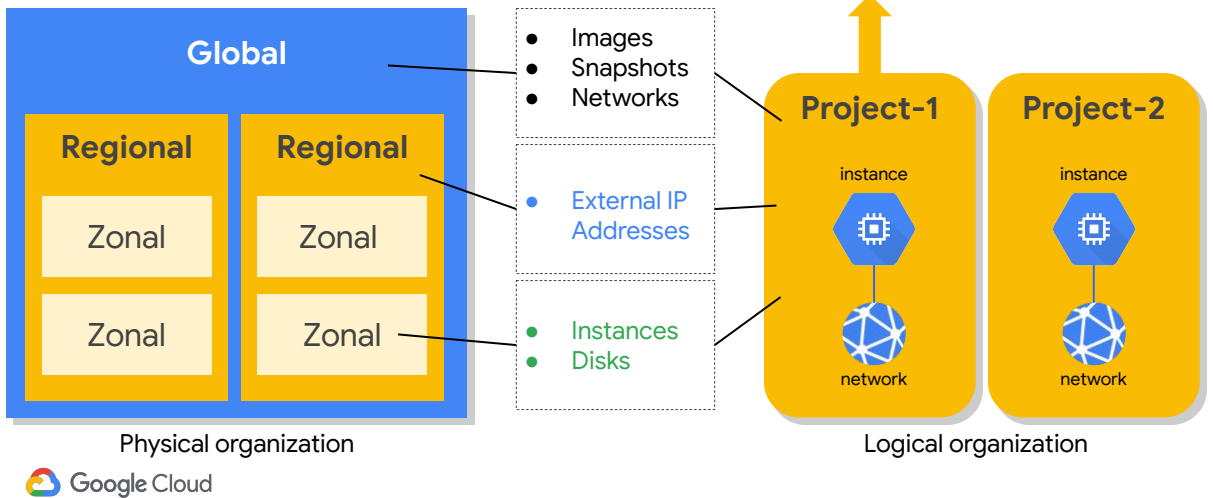 Global
Regional
Regional
Zonal
Zonal
Zonal
Zonal
Physical organization
● Images
● Snapshots
● Networks
● External IP
Addresses
● Instances
● Disks
Project-1
instance
network
Project-2
instance
network
Logical organization
Google Cloud